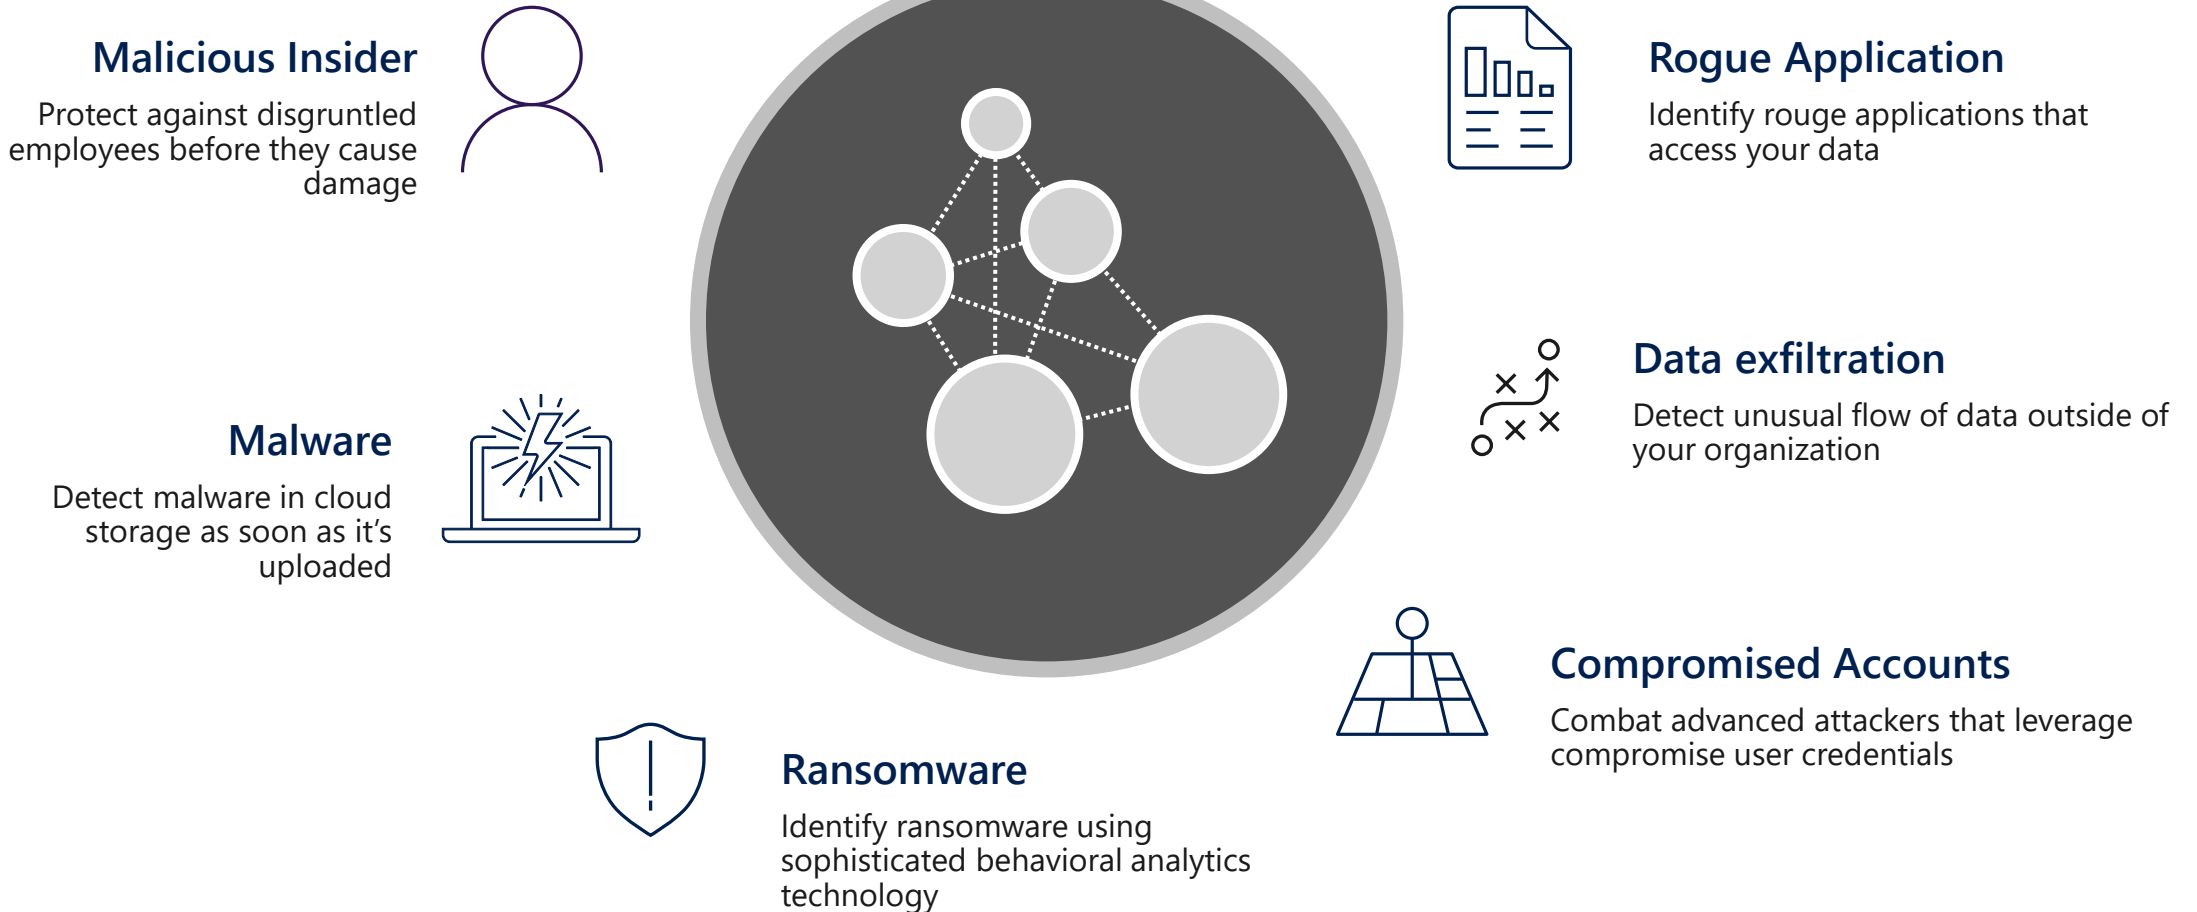 Malicious Insider
Protect against disgruntled
employees before they cause
damage
Rogue Application
Identify rouge applications that
access your data
Malware
Detect malware in cloud
storage as soon as it’s
uploaded
Data exfiltration
Detect unusual flow of data outside of
your organization
Ransomware
Identify ransomware using
sophisticated behavioral analytics
technology
Compromised Accounts
Combat advanced attackers that leverage
compromise user credentials